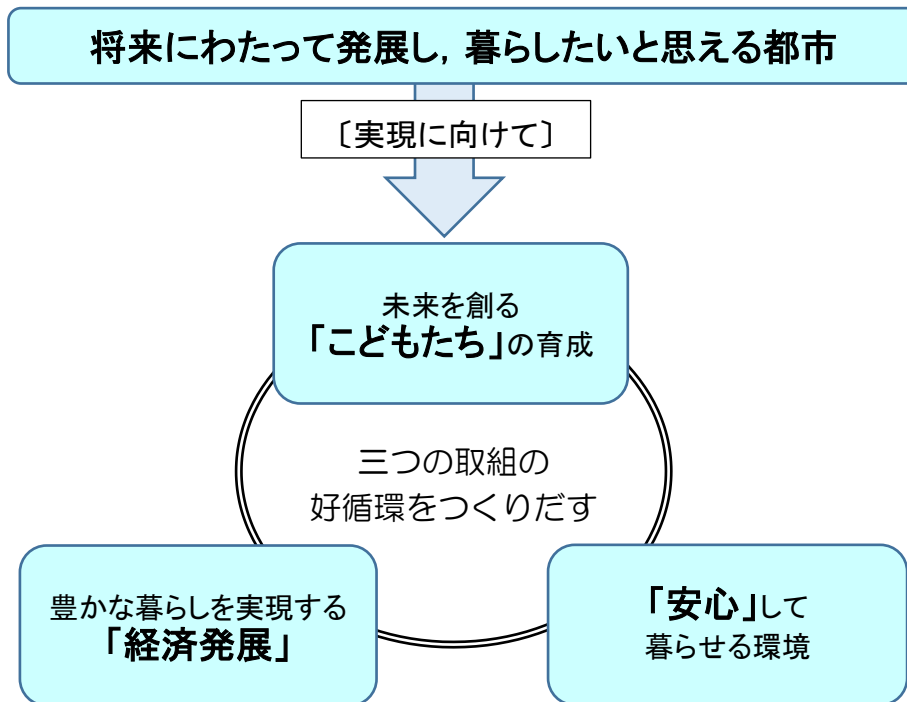 将来にわたって発展し，暮らしたいと思える都市
〔実現に向けて〕
未来を創る
「こどもたち」の育成
三つの取組の
好循環をつくりだす
豊かな暮らしを実現する
「経済発展」
「安心」して
暮らせる環境